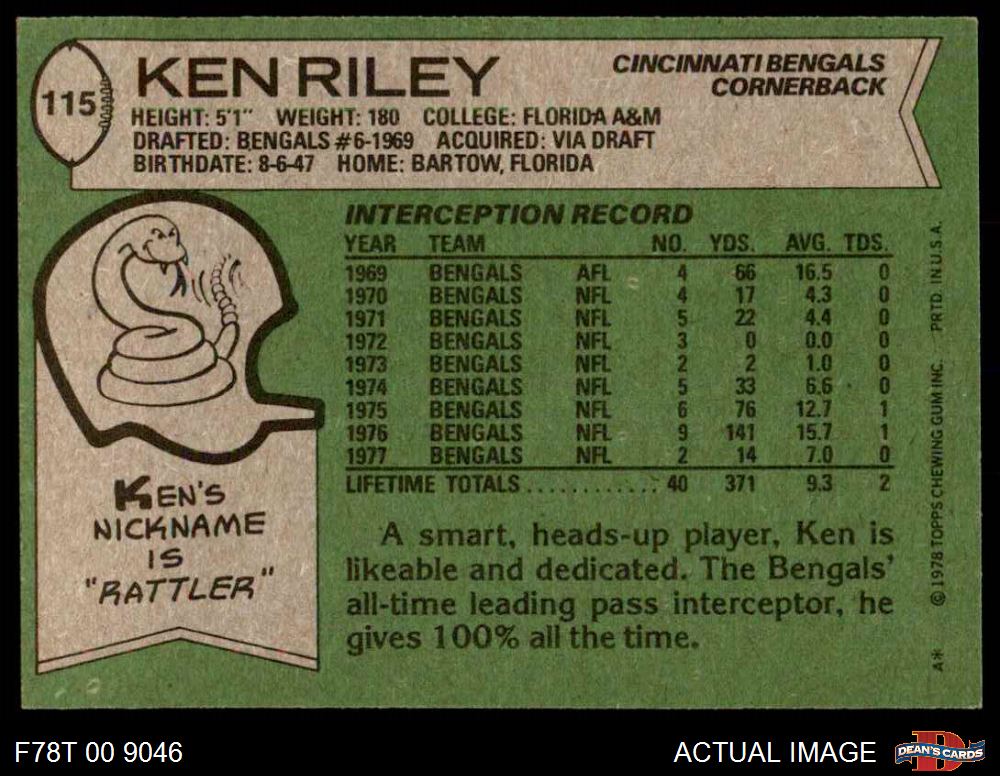 115
KEN RILEY
CINCINNATI BENGALS
CORNERBACK
HEIGHT: 5'1" WEIGHT: 180 COLLEGE: FLORIDA A&M
DRAFTED: BENGALS #6-1969 ACQUIRED: VIA DRAFT
BIRTHDATE: 8-6-47 HOME: BARTOW, FLORIDA
INTERCEPTION RECORD
YEAR TEAM NO. YDS. AVG. TDS.
1969 BENGALS AFL 4 66 16.5 0
1970 BENGALS NFL 4 17 4.3 0
1971 BENGALS NFL 5 22 4.4 0
1972 BENGALS NFL 3 0 0.0 0
1973 BENGALS NFL 2 2 1.0 0
1974 BENGALS NFL 5 33 6.6 0
1975 BENGALS NFL 6 76 12.7 1
1976 BENGALS NFL 9 141 15.7 1
1977 BENGALS NFL 2 14 7.0 0
LIFETIME TOTALS.............. 40 371 9.3 2
KEN'S
NICKNAME
IS
"RATTLER"
A smart, heads-up player, Ken is
likeable and dedicated. The Bengals'
all-time leading pass interceptor, he
gives 100% all the time.
A* ©1978 TOPPS CHEWING GUM INC. PRTD. IN U.S.A.
F78T 00 9046
ACTUAL IMAGE
DEAN'S CARDS